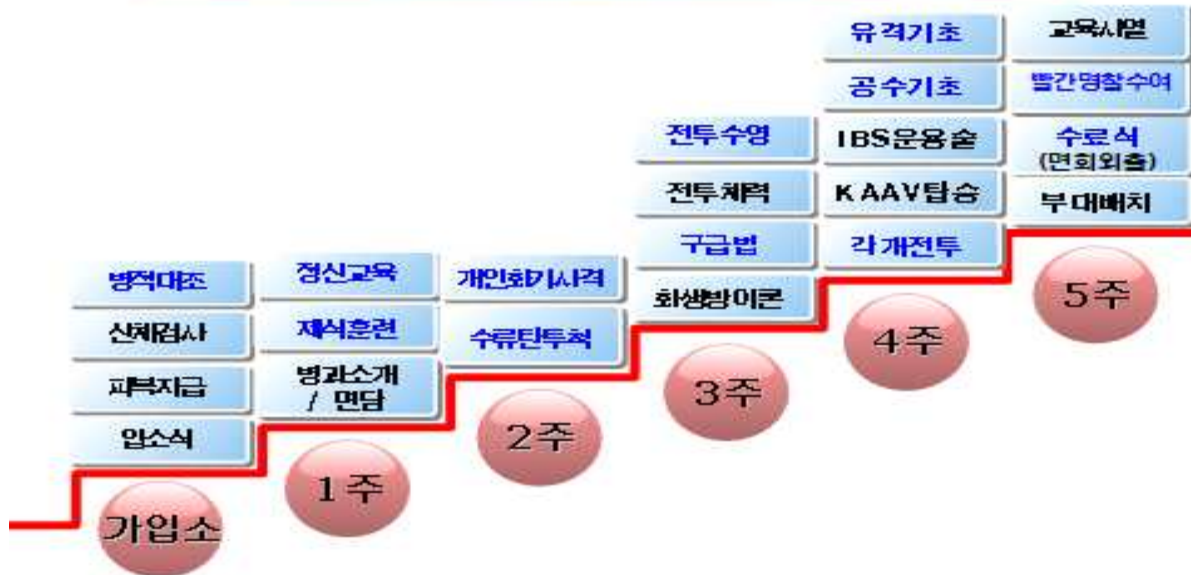 유격기초
교육사열
공수기초
빨간명찰수여
전투수영
IBS운용술
수료식
(면회외출)
전투체력
KAAV탑승
부대배치
구급법
각개전투
병적대조
정신교육
개인화기사격
화생방이론
5주
신체검사
제식훈련
수류탄투척
4주
피복지급
병과소개
/ 면담
3주
입소식
2주
1주
가입소